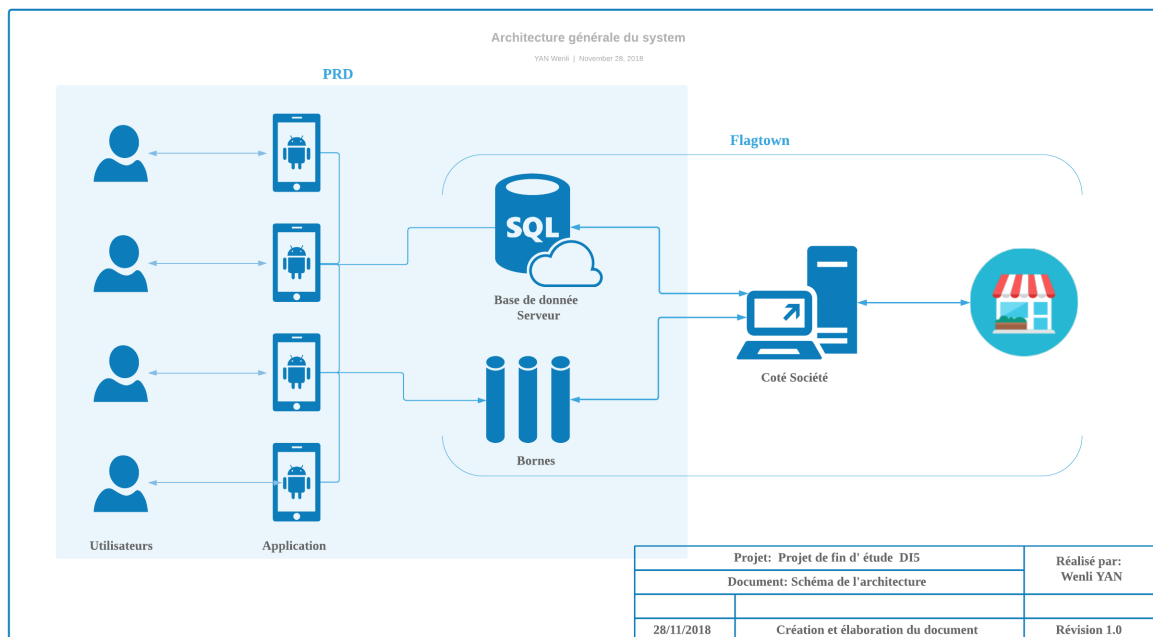 Architecture générale du system
YAN Wenli | November 28, 2018
PRD
Flagtown
SQL
Base de donnée
Serveur
Coté Société
Bornes
Utilisateurs
Application
Projet: Projet de fin d' étude DI5
Réalisé par:
Wenli YAN
Document: Schéma de l'architecture
28/11/2018
Création et élaboration du document
Révision 1.0